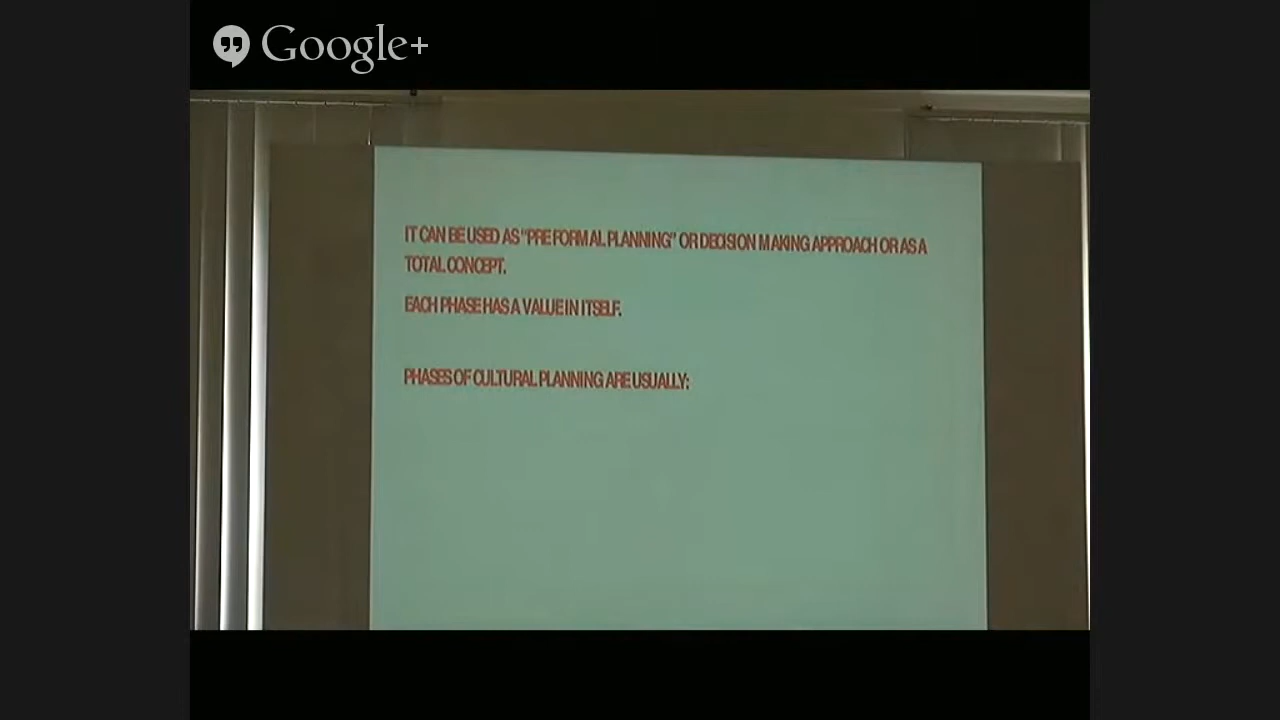 Google+
IT CAN BE USED AS "PRE FORMAL PLANNING" OR DECISION MAKING APPROACH OR AS A
TOTAL CONCEPT.
EACH PHASE HAS A VALUE IN ITSELF.
PHASES OF CULTURAL PLANNING ARE USUALLY: